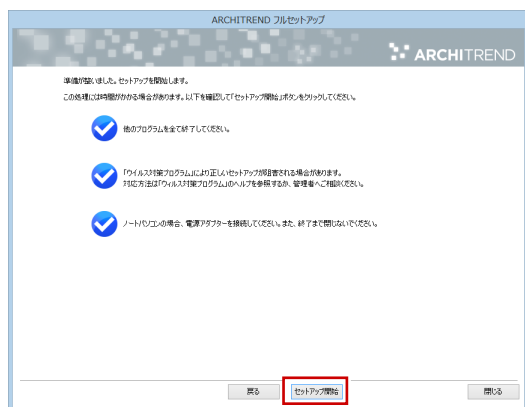 ARCHITREND フルセットアップ
ARCHITREND
準備が整いました。セットアップを開始します。
この処理には時間がかかる場合があります。以下を確認して「セットアップ開始」ボタンをクリックしてください。
他のプログラムを全て終了してください。
「ウイルス対策プログラム」により正しいセットアップが阻害される場合があります。
対応方法は「ウィルス対策プログラム」のヘルプを参照するか、管理者へご相談ください。
ノートパソコンの場合、電源アダプターを接続してください。また、終了まで閉じないでください。
戻る
セットアップ開始
閉じる